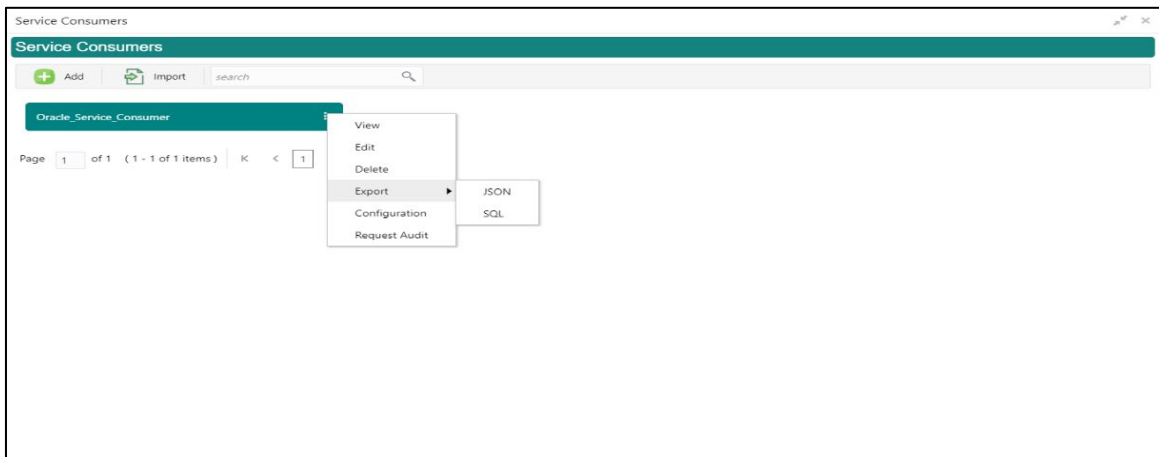 Service Consumers
Service Consumers
Add Import search
Oracle_Service_Consumer
Page 1 of 1 ( 1 - 1 of 1 items ) K < 1
View
Edit
Delete
Export
JSON
SQL
Configuration
Request Audit